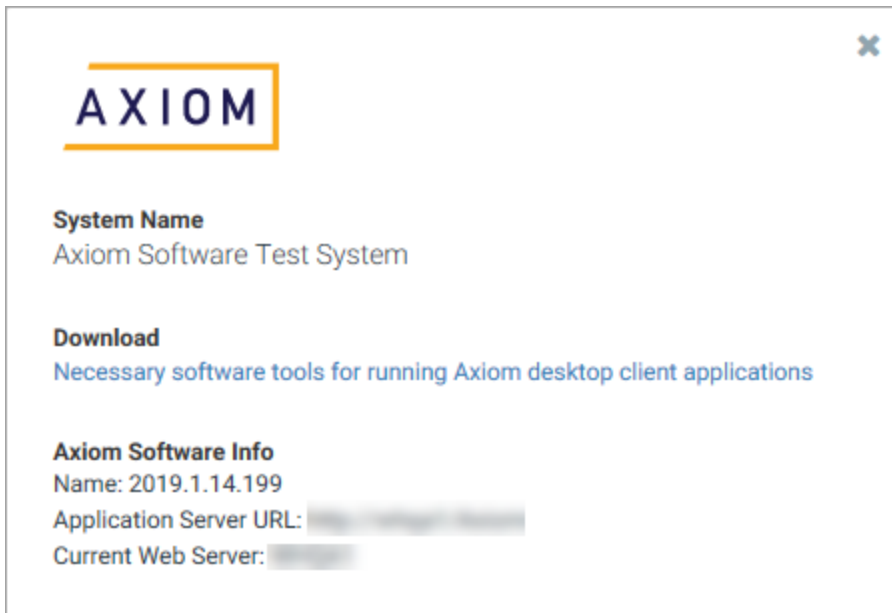 AXIOM
System Name
Axiom Software Test System
Download
Necessary software tools for running Axiom desktop client applications
Axiom Software Info
Name: 2019.1.14.199
Application Server URL:
Current Web Server: